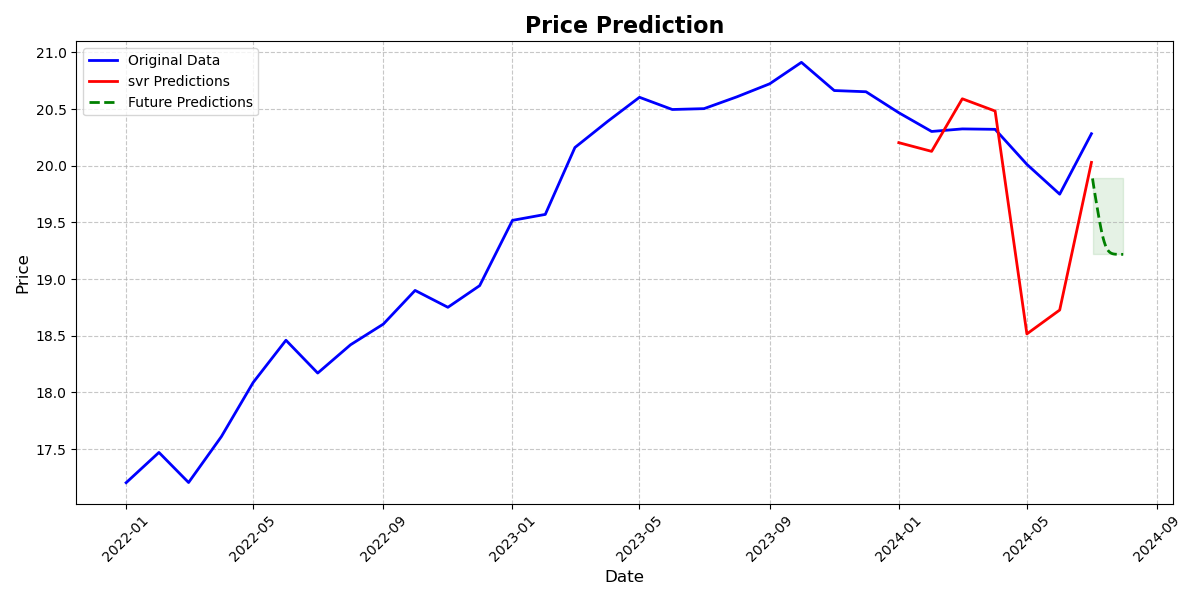 Price Prediction
Original Data
svr Predictions
Future Predictions
Price
21.0
20.5
20.0
19.5
19.0
18.5
18.0
17.5
2022-01
2022-05
2022-09
2023-01
2023-05
2023-09
2024-01
2024-05
2024-09
Date